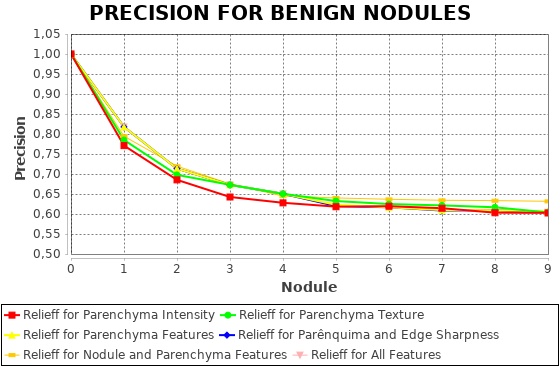 PRECISION FOR BENIGN NODULES
1,05
1,00
0,95
0,90
0,85
0,80
0,75
0,70
0,65
0,60
0,55
0,50
Precision
0 1 2 3 4 5 6 7 8 9
Nodule
Relieff for Parenchyma Intensity Relieff for Parenchyma Texture
Relieff for Parenchyma Features Relieff for Parênquima and Edge Sharpness
Relieff for Nodule and Parenchyma Features Relieff for All Features